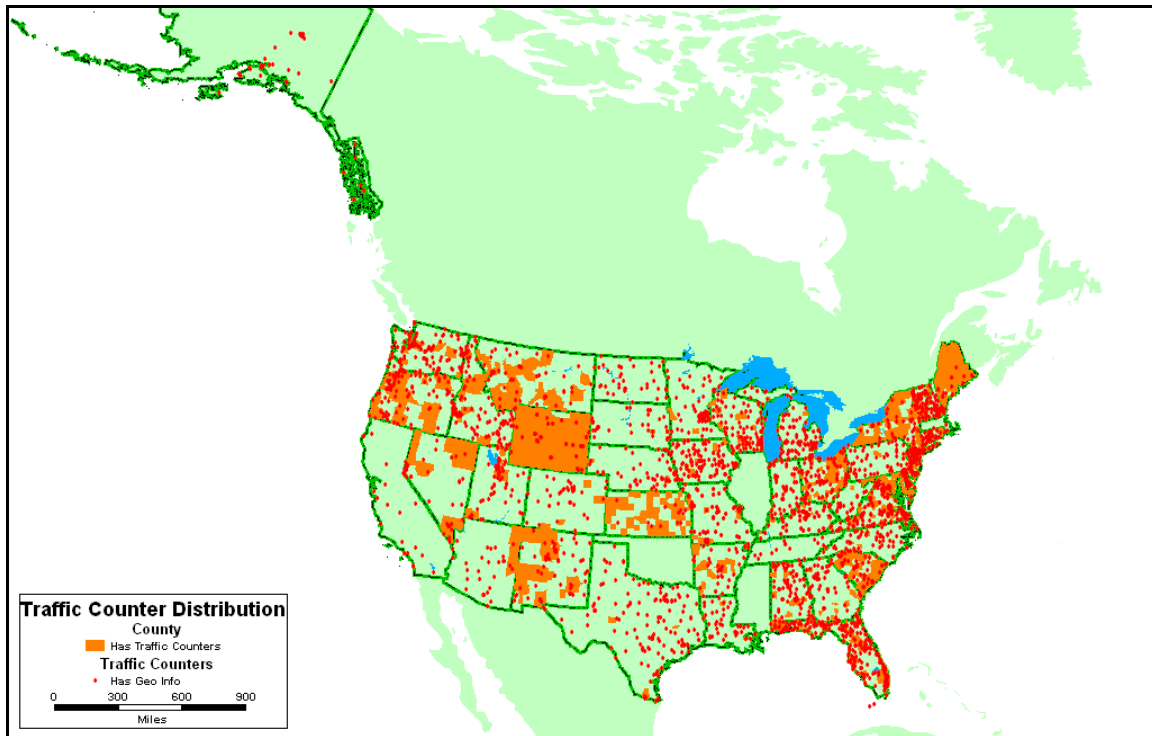 Traffic Counter Distribution
County
Has Traffic Counters
Traffic Counters
Has Geo Info
0 300 600 900
Miles